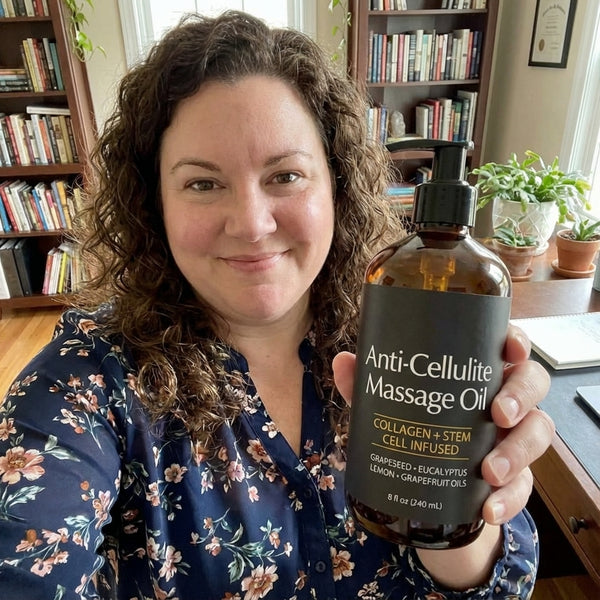 Anti-Cellulite
Massage Oil
COLLAGEN + STEM
CELL INFUSED
GRAPESEED • EUCALYPTUS
LEMON • GRAPEFRUIT OILS
8 fl oz (240 mL)